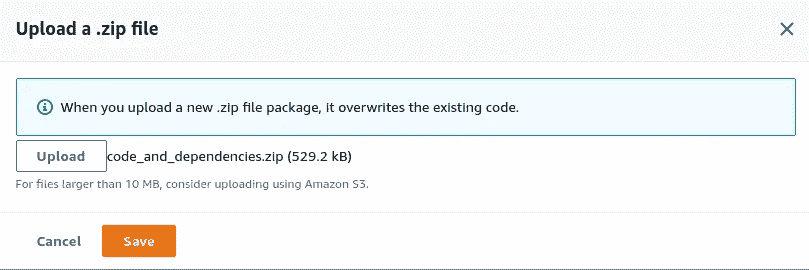 Upload a .zip file
When you upload a new .zip file package, it overwrites the existing code.
Upload code_and_dependencies.zip (529.2 kB)
For files larger than 10 MB, consider uploading using Amazon S3.
Cancel Save